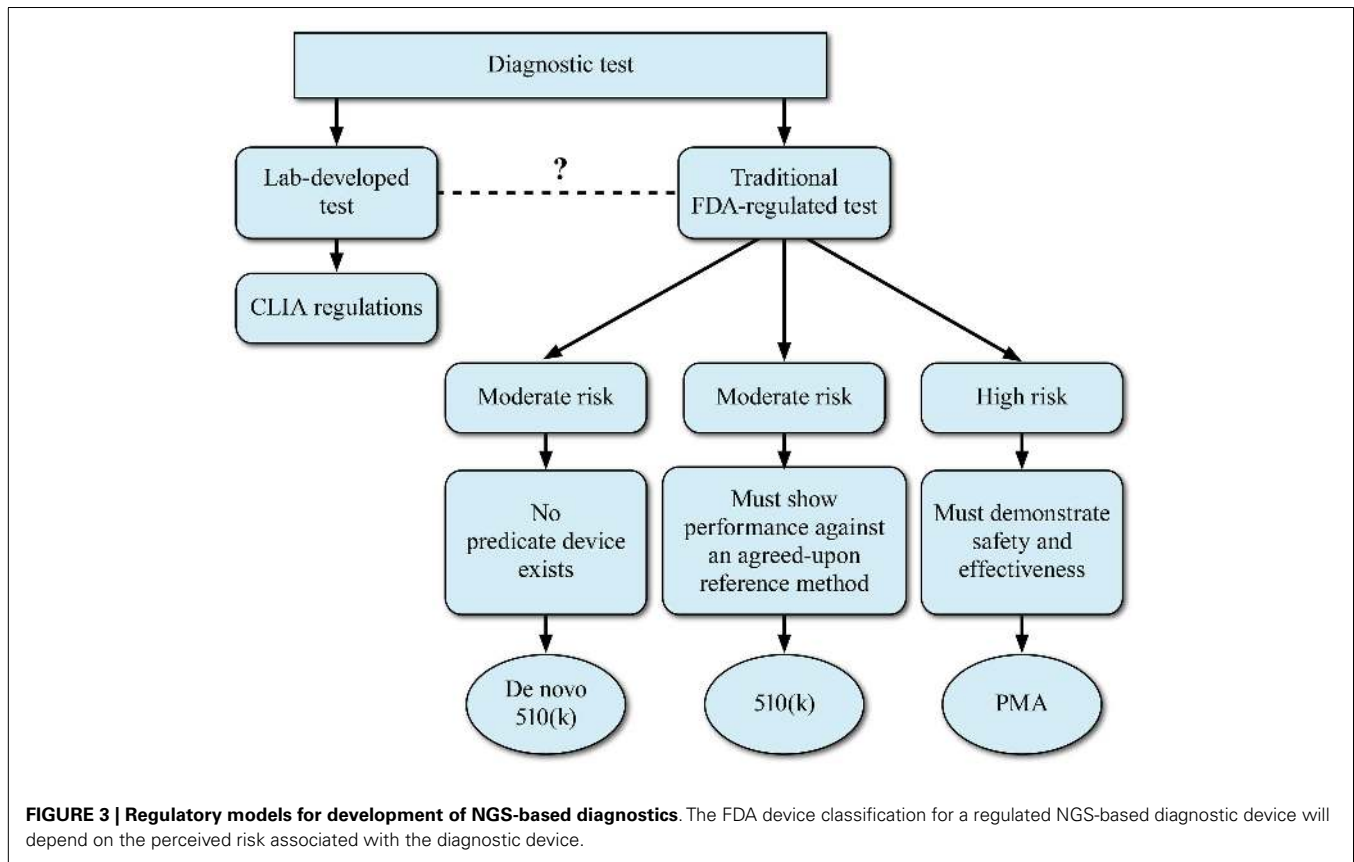 Diagnostic test
Lab-developed
test
?
Traditional
FDA-regulated test
CLIA regulations
Moderate risk
Moderate risk
High risk
No
predicate device
exists
Must show
performance against
an agreed-upon
reference method
Must demonstrate
safety and
effectiveness
De novo
510(k)
510(k)
PMA
FIGURE 3 | Regulatory models for development of NGS-based diagnostics. The FDA device classification for a regulated NGS-based diagnostic device will
depend on the perceived risk associated with the diagnostic device.